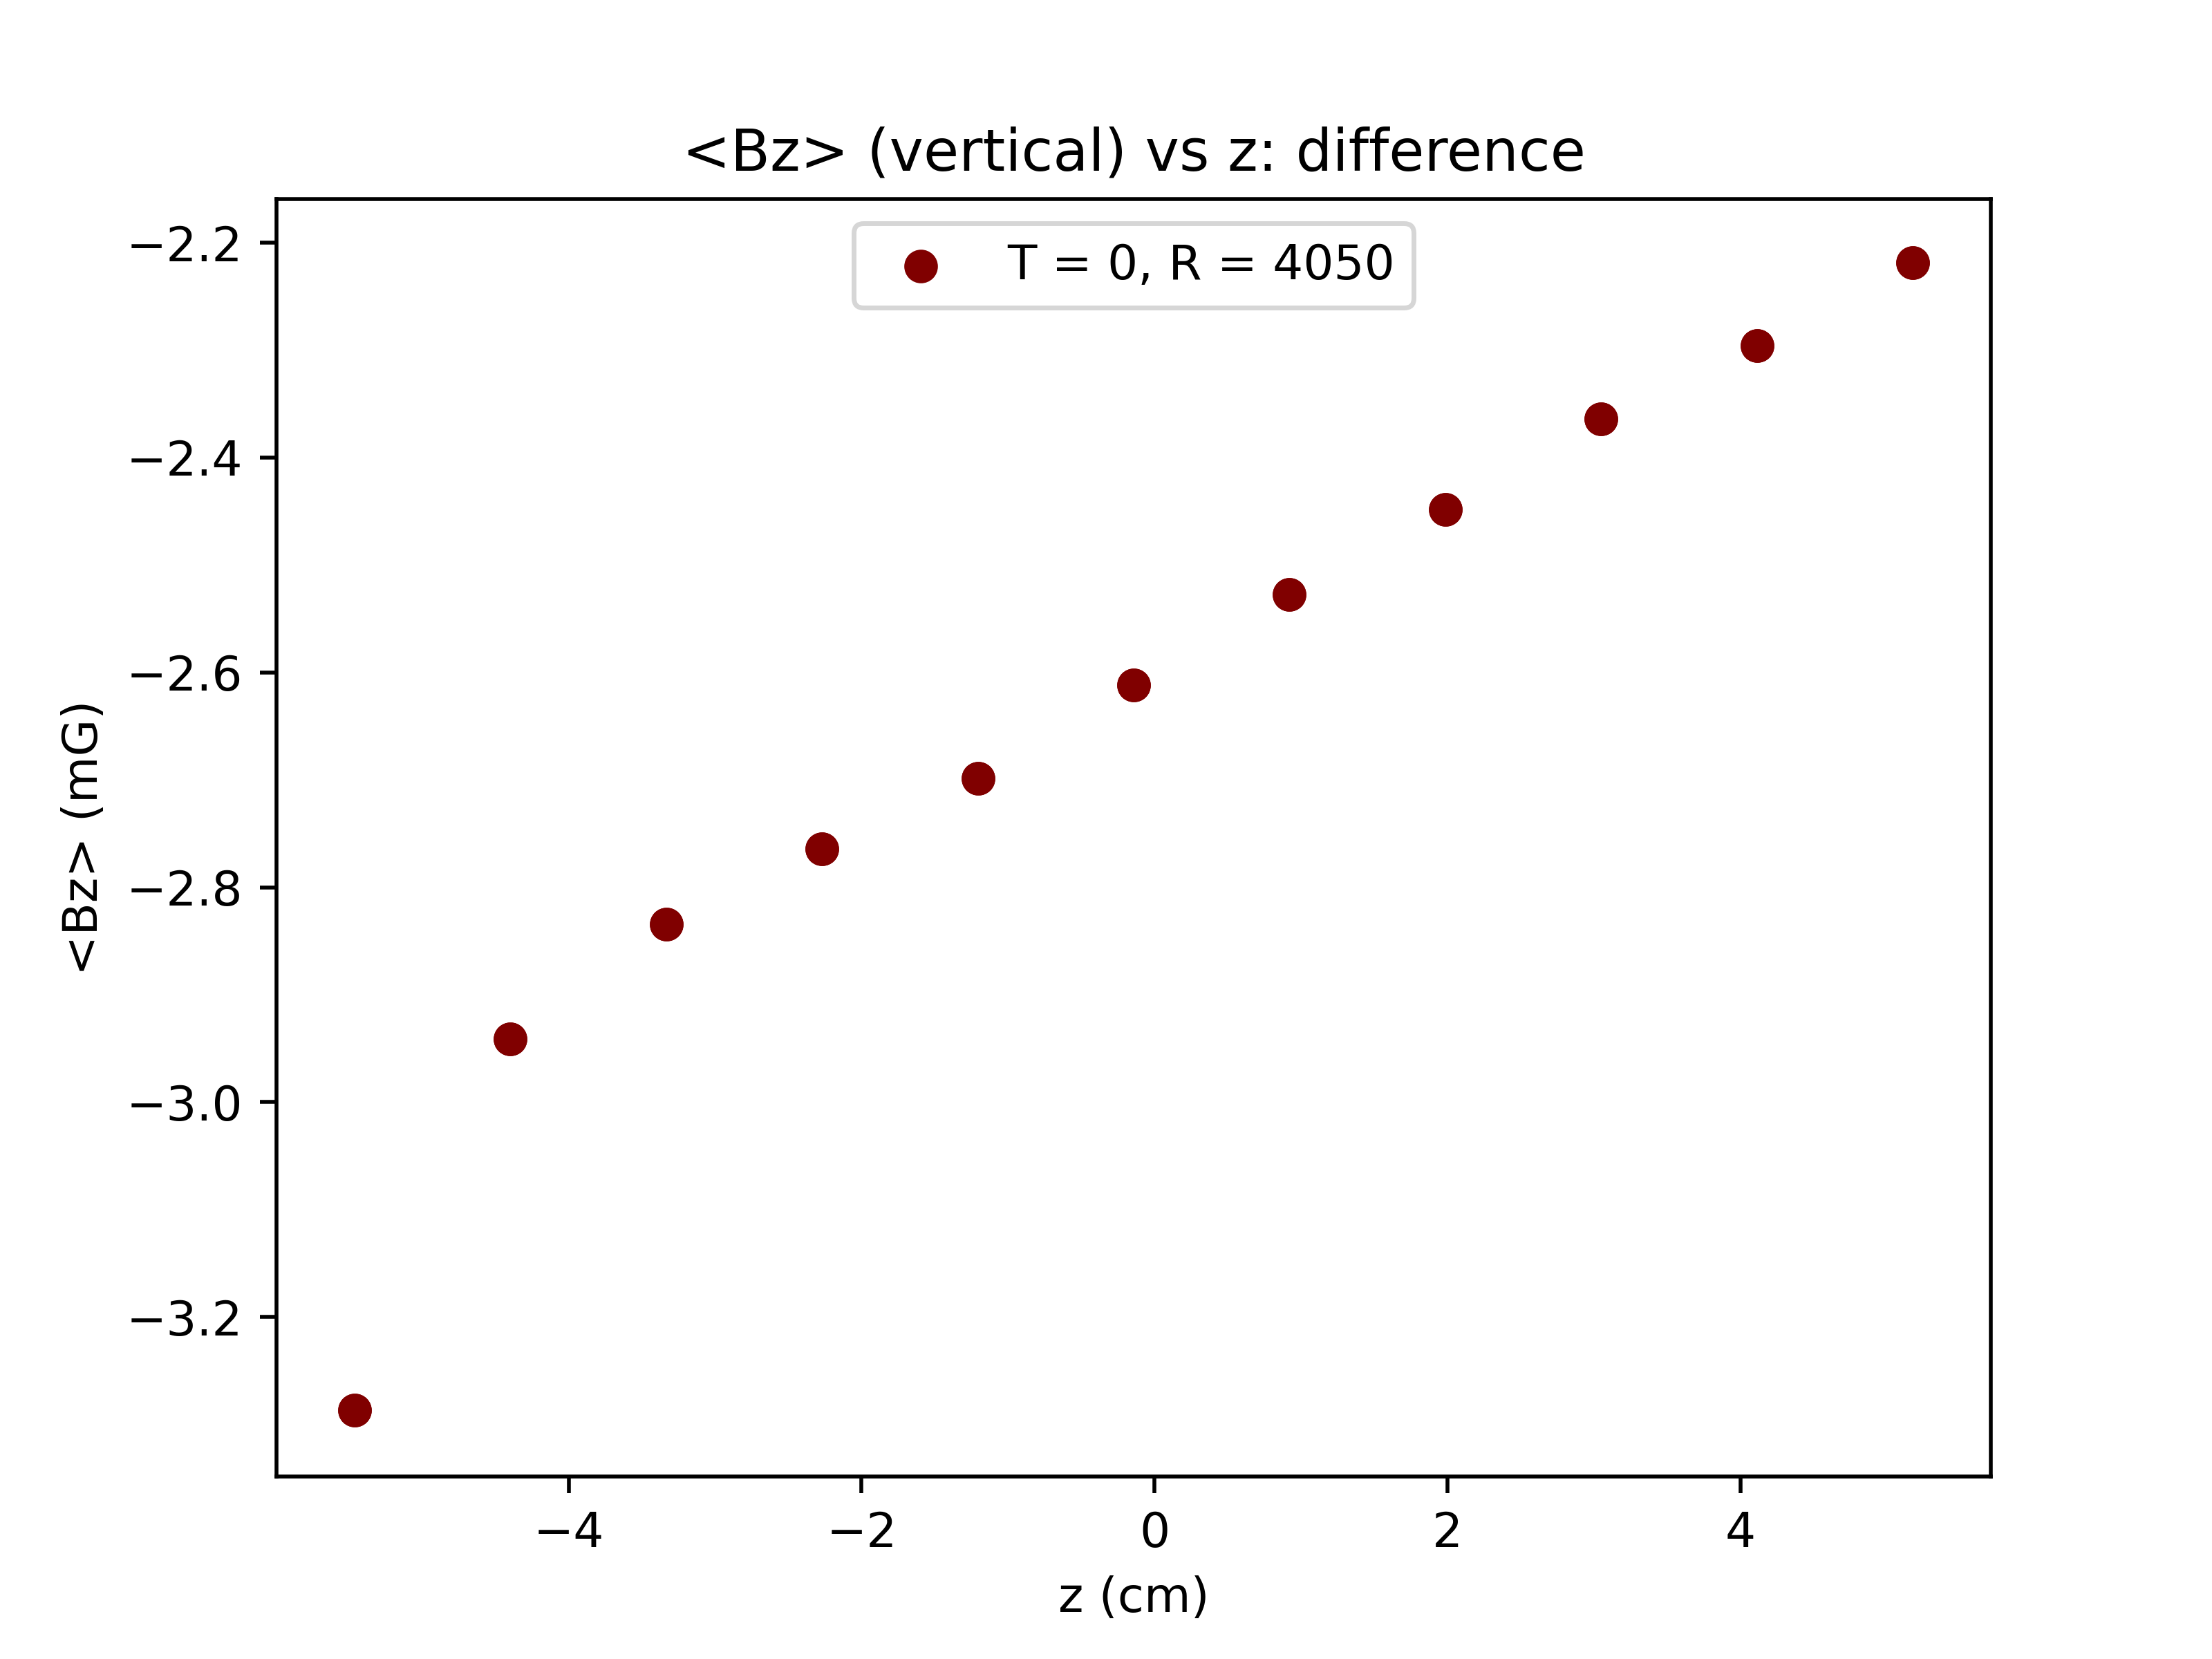 <Bz> (vertical) vs z: difference
T = 0, R = 4050
<Bz> (mG)
−2.2
−2.4
−2.6
−2.8
−3.0
−3.2
−4
−2
0
2
4
z (cm)